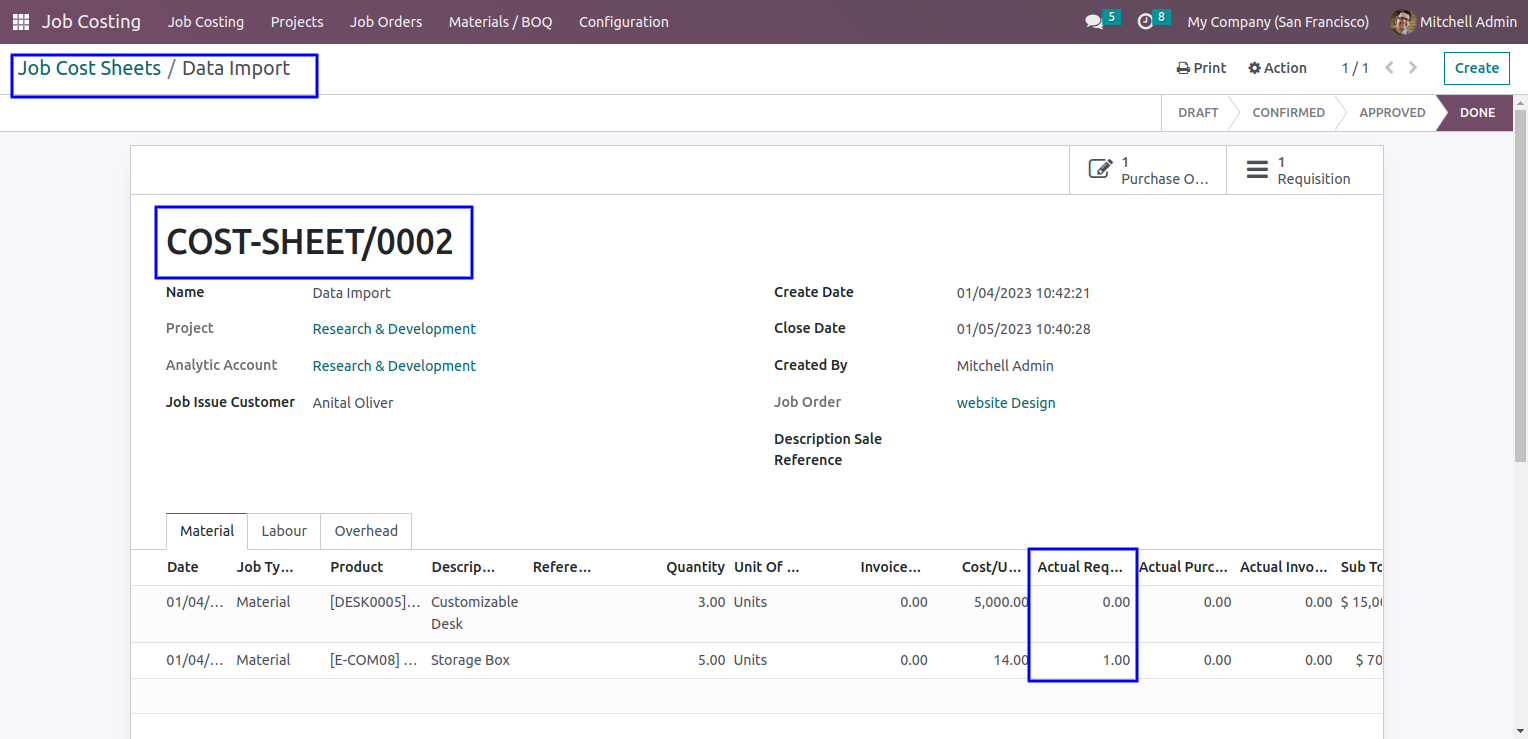 Job Costing Job Costing Projects Job Orders Materials / BOQ Configuration 5 8 My Company (San Francisco) Mitchell Admin
Job Cost Sheets / Data Import Print Action 1 / 1 Create
DRAFT CONFIRMED APPROVED DONE
1 Purchase O...
1 Requisition
COST-SHEET/0002
Name Data Import Create Date 01/04/2023 10:42:21
Project Research & Development Close Date 01/05/2023 10:40:28
Analytic Account Research & Development Created By Mitchell Admin
Job Issue Customer Anital Oliver Job Order website Design
Description Sale
Reference
Material Labour Overhead
Date Job Ty... Product Descrip... Refere... Quantity Unit Of ... Invoice... Cost/U... Actual Req... Actual Purc... Actual Invo... Sub To
01/04/... Material [DESK0005]... Customizable 3.00 Units 0.00 5,000.00 0.00 0.00 0.00 $ 15,00
Desk
01/04/... Material [E-COM08] ... Storage Box 5.00 Units 0.00 14.00 1.00 0.00 0.00 $ 70